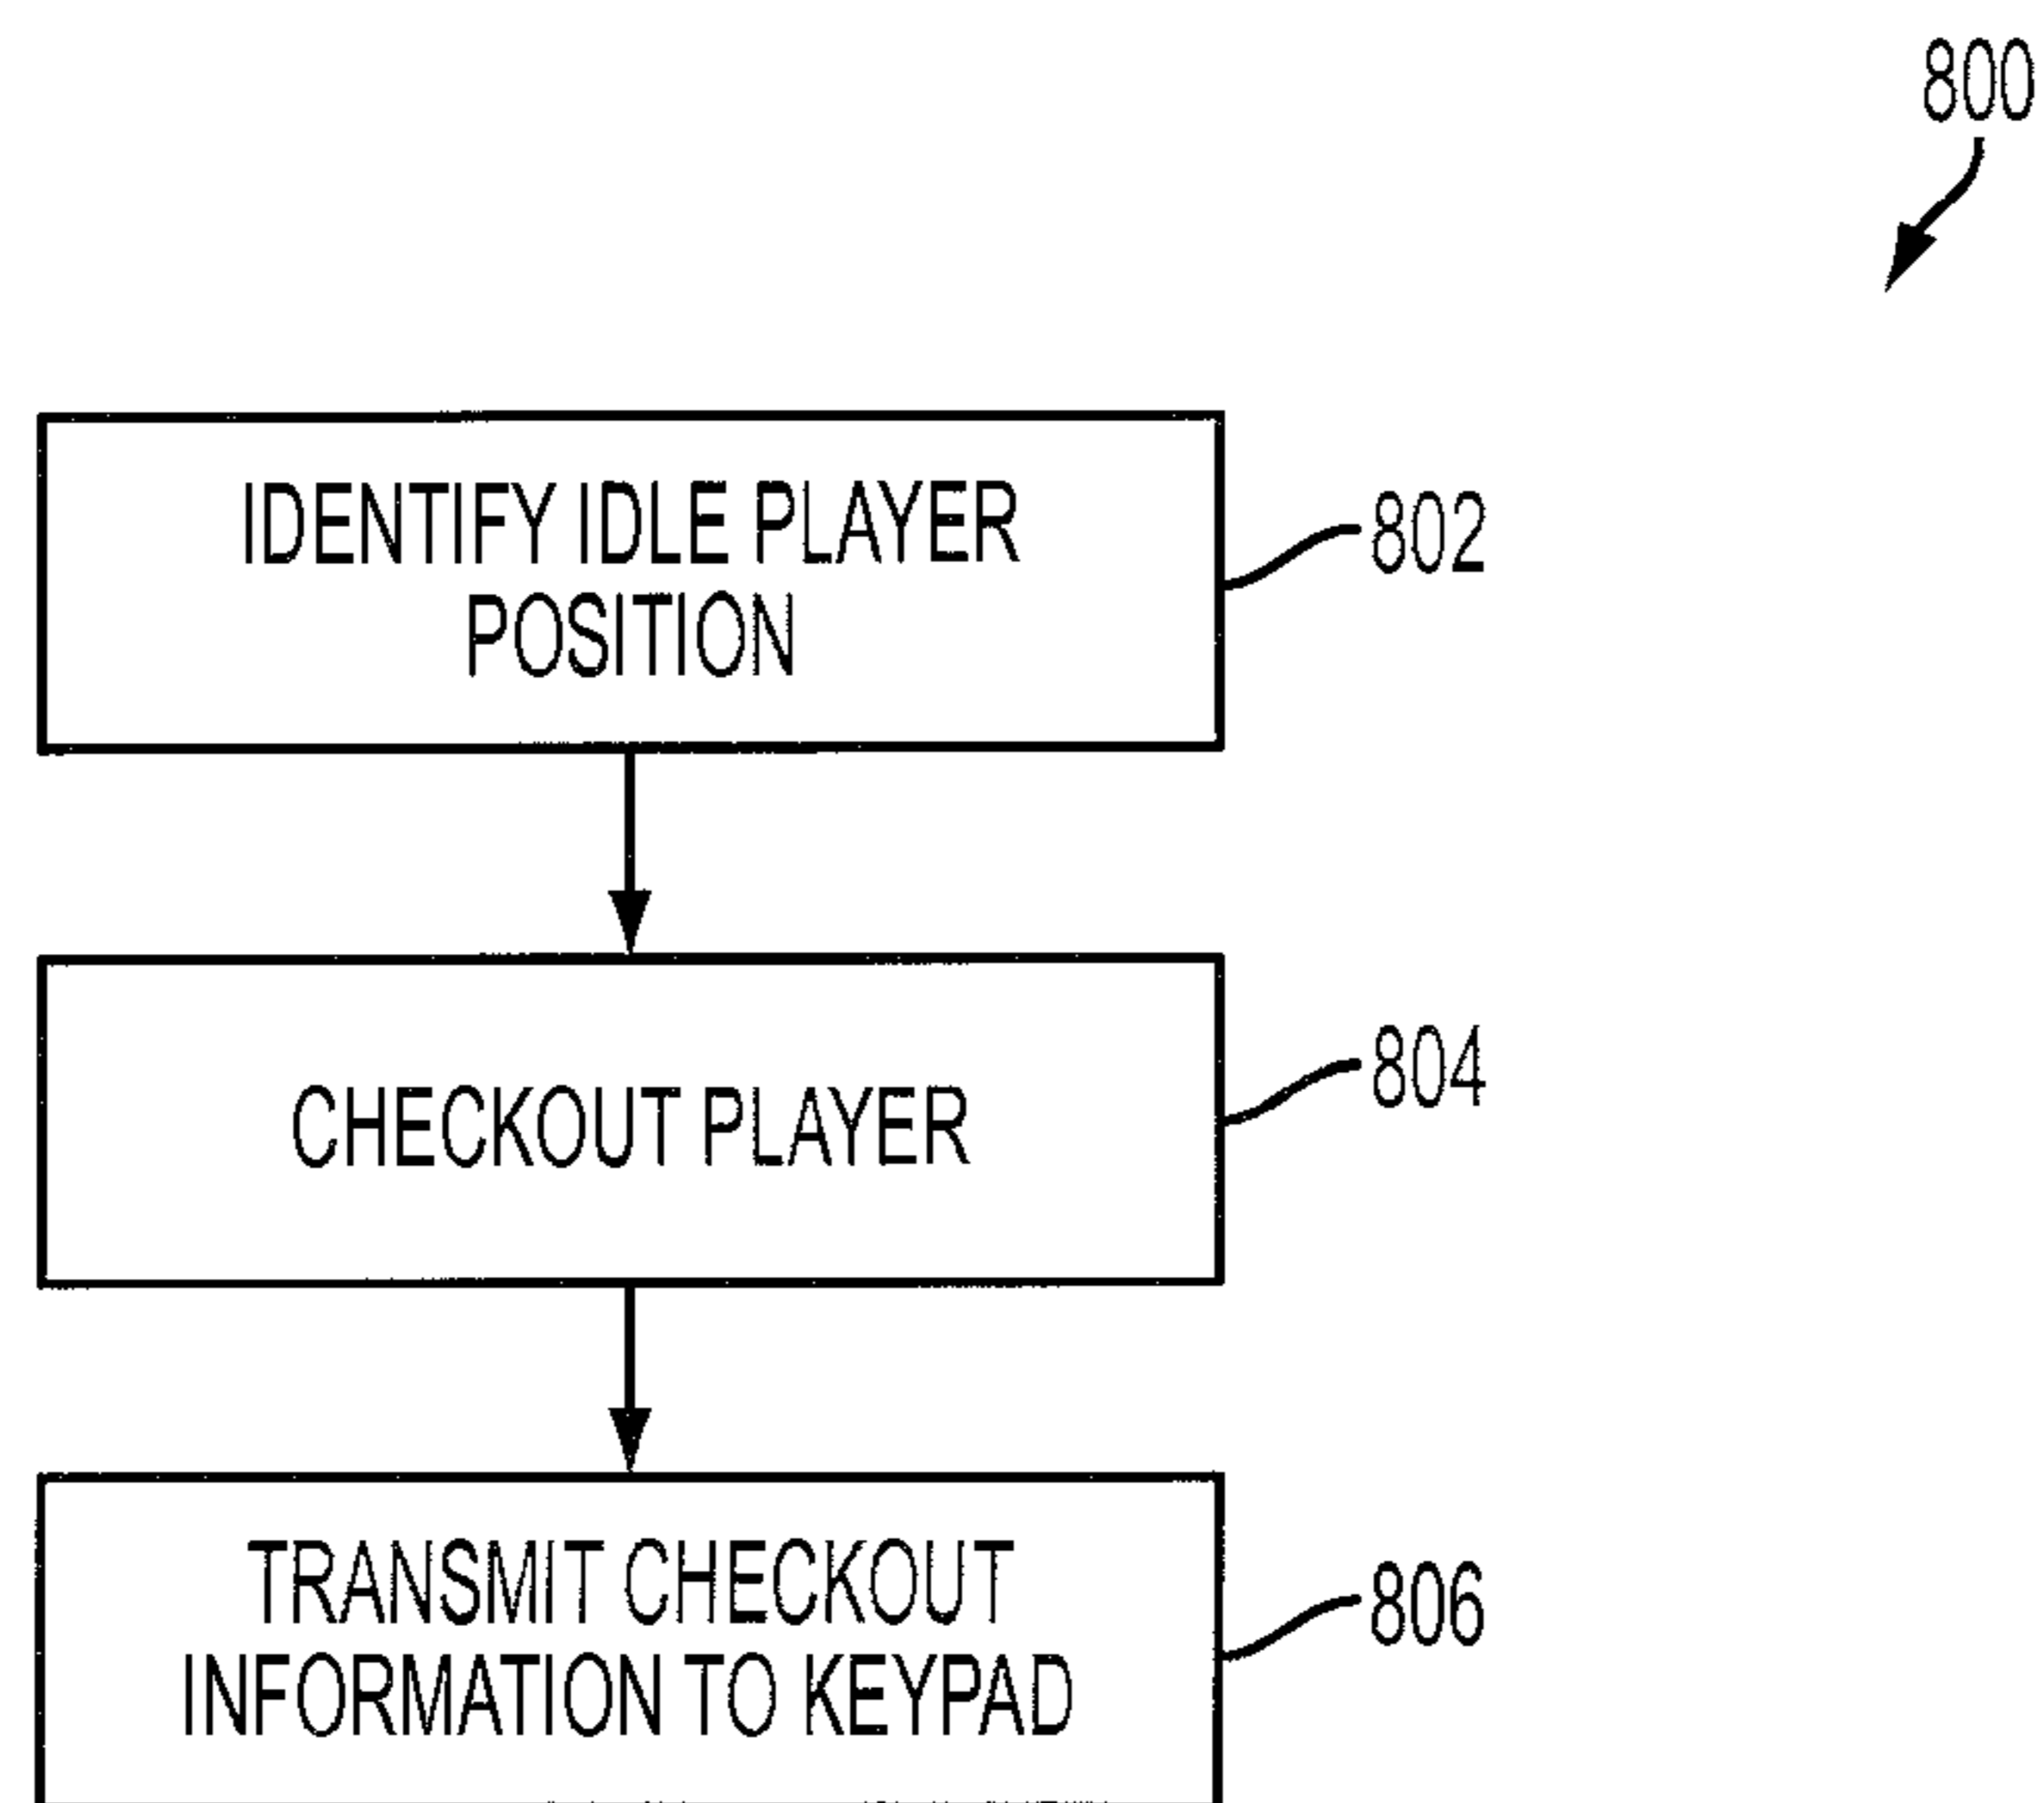 800
IDENTIFY IDLE PLAYER
POSITION
802
CHECKOUT PLAYER
804
TRANSMIT CHECKOUT
INFORMATION TO KEYPAD
806